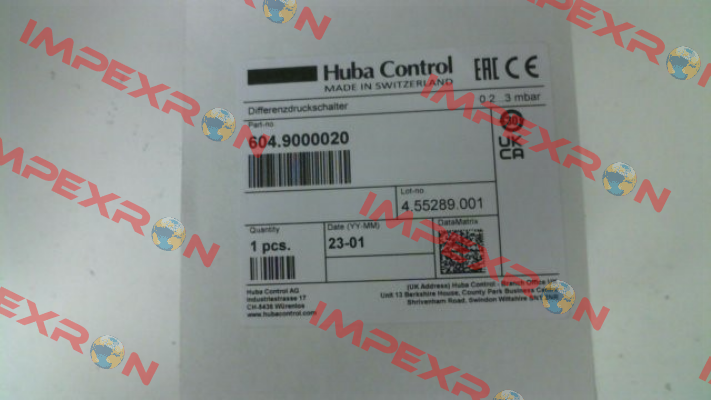 Huba Control
MADE IN SWITZERLAND
EAC CE
Differenzdruckschalter
0.2...3 mbar
Part-no.
604.9000020
UK
CA
Lot-no.
4.55289.001
Quantity
1 pcs.
Date (YY-MM)
23-01
DataMatrix
Huba Control AG
Industriestrasse 17
CH-5436 Würenlos
www.hubacontrol.com
(UK Address) Huba Control - Branch Office UK
Unit 13 Berkshire House, County Park Business Centre
Shrivenham Road, Swindon Wiltshire SN1
IMPEXRON
IMPEXRON
IMPEXRON
IMPEXRON
IMPEXRON
IMPEXRON
IMPEXRON
IMPEXRON
IMPEXRON